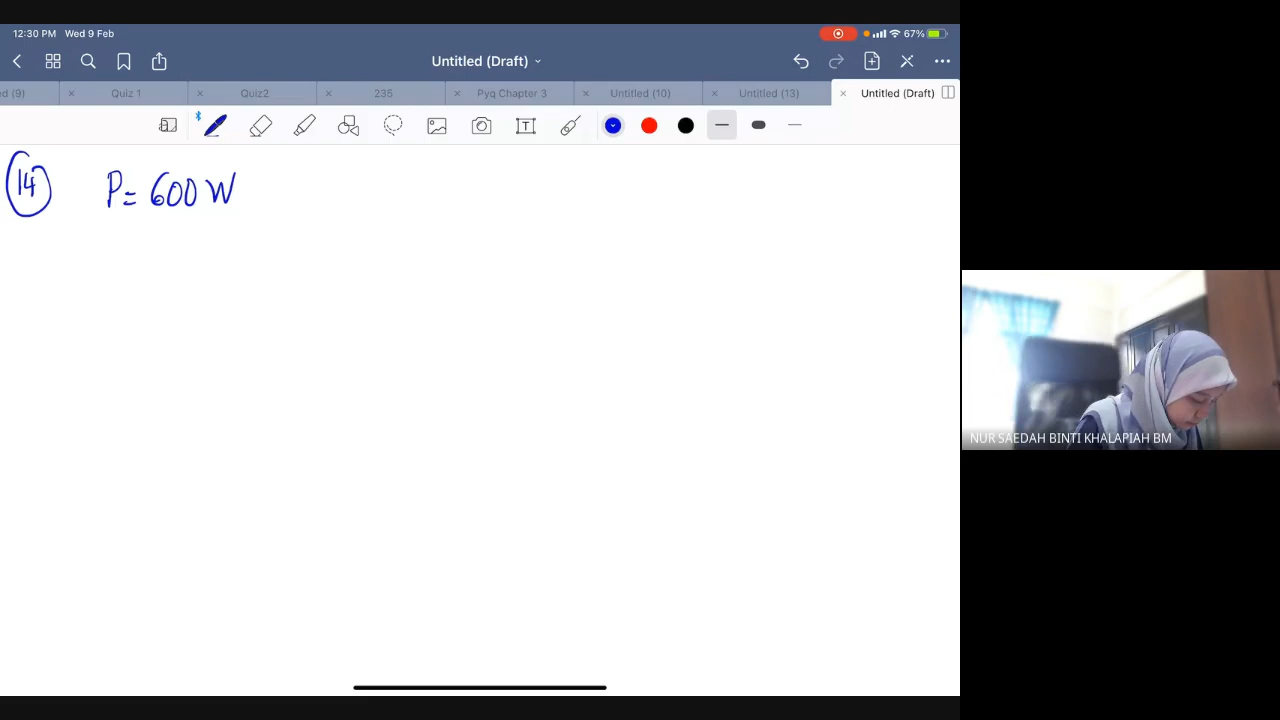 12:30 PM Wed 9 Feb
67%
Untitled (Draft)
ed (9)
Quiz 1
Quiz2
235
Pyq Chapter 3
Untitled (10)
Untitled (13)
Untitled (Draft)
T
14 P= 600 W
NUR SAEDAH BINTI KHALAPIAH BM